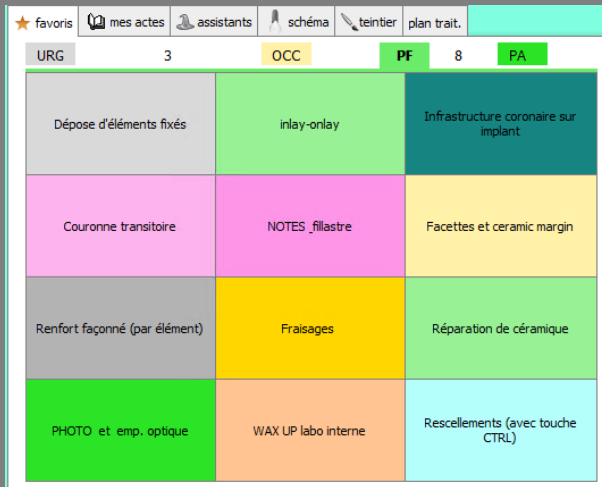 favoris mes actes assistants schéma teintier plan trait.
URG 3 OCC PF 8 PA
Dépose d'éléments fixés
inlay-onlay
Infrastructure coronaire sur
implant
Couronne transitoire
NOTES _fillastre
Facettes et ceramic margin
Renfort façonné (par élément)
Fraisages
Réparation de céramique
PHOTO et emp. optique
WAX UP labo interne
Rescellements (avec touche
CTRL)